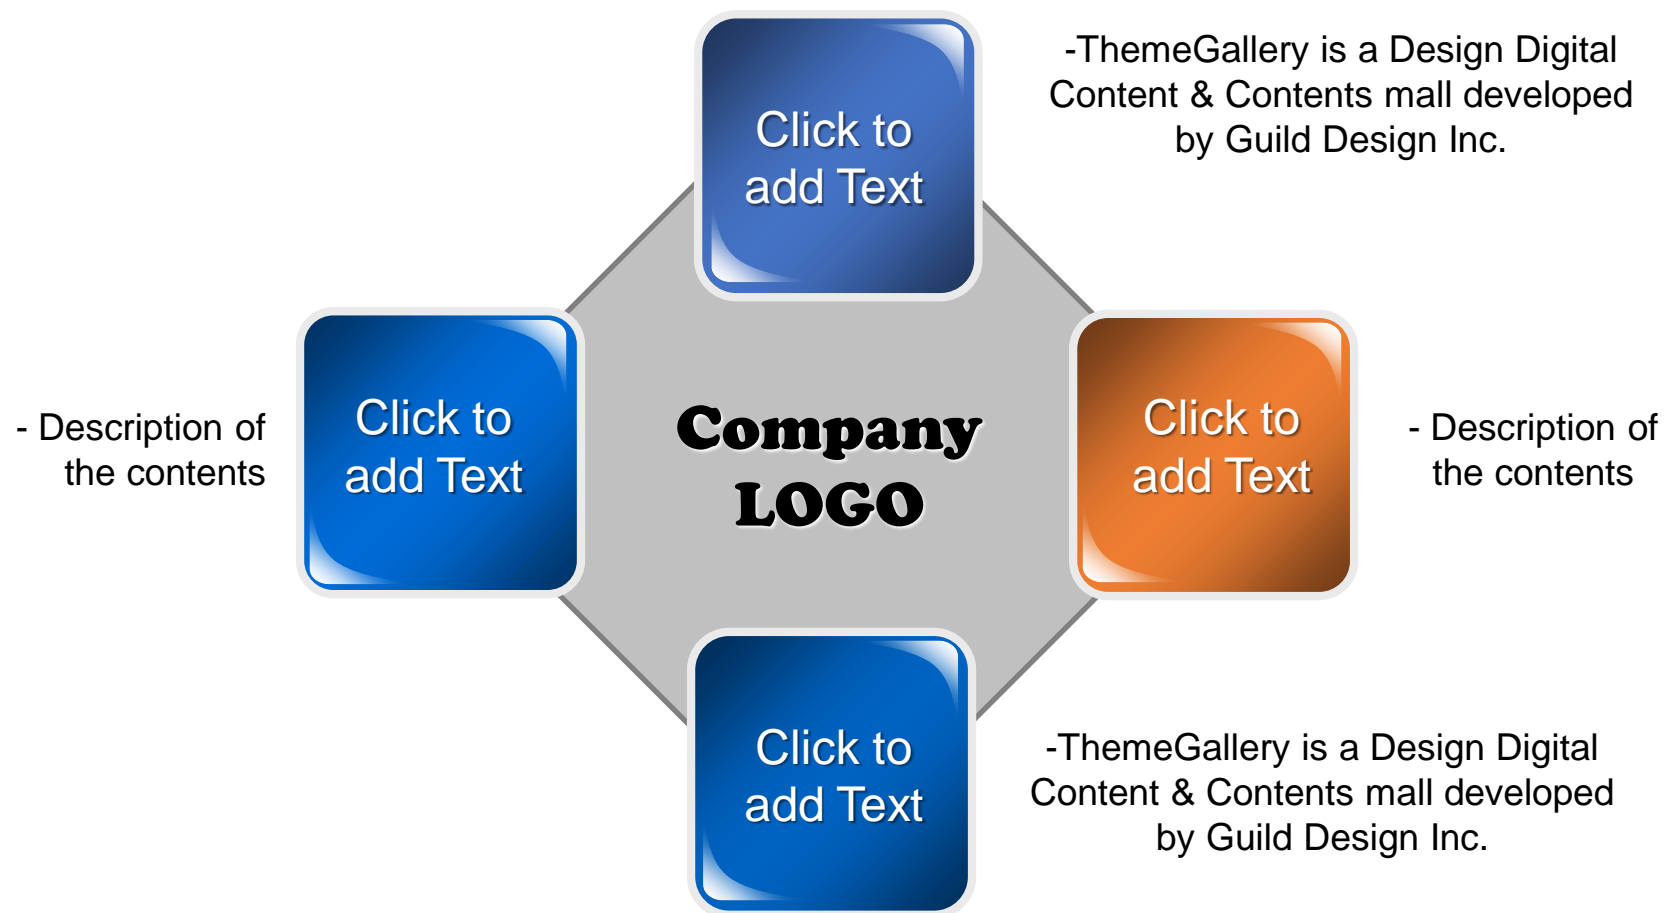 Click to
add Text
-ThemeGallery is a Design Digital
Content & Contents mall developed
by Guild Design Inc.
- Description of
the contents
Click to
add Text
Company
LOGO
Click to
add Text
- Description of
the contents
Click to
add Text
-ThemeGallery is a Design Digital
Content & Contents mall developed
by Guild Design Inc.